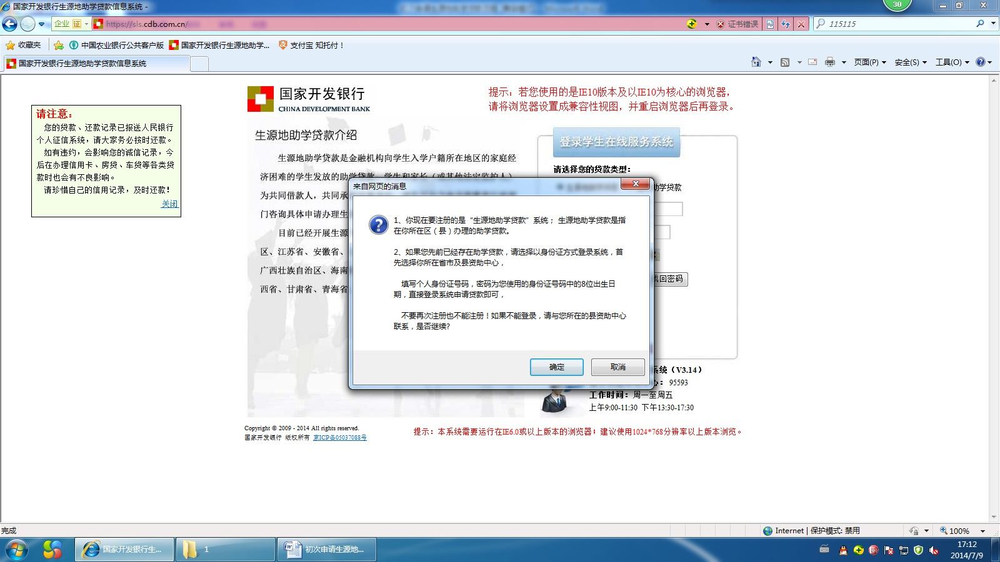 国家开发银行生源地助学贷款信息系统 -
30
企业 证
https://sls.cdb.com.cn/
证书错误
115115
收藏夹
中国农业银行公共客户版
国家开发银行生源地助学...
支付宝 知托付！
国家开发银行生源地助学贷款信息系统
页面(P)
安全(S)
工具(O)
请注意：
您的贷款、还款记录已报送人民银行
个人征信系统，请大家务必按时还款。
如有违约，会影响您的诚信记录，今
后在办理信用卡、房贷、车贷等各类贷
款时也会有不良影响。
请珍惜自己的信用记录，及时还款！
关闭
国家开发银行
CHINA DEVELOPMENT BANK
提示：若您使用的是IE10版本及以IE10为核心的浏览器，
请将浏览器设置成兼容性视图，并重启浏览器后再登录。
生源地助学贷款介绍
生源地助学贷款是金融机构向学生入学户籍所在地区的家庭经
济困难的学生发放的助学贷款，学生和家长（或其他法定监护人）
为共同借款人，共同承
门咨询具体申请办理生
目前已经开展生源
区、江苏省、安徽省、
广西壮族自治区、海南
西省、甘肃省、青海省
登录学生在线服务系统
请选择您的贷款类型：
助学贷款
找回密码
来自网页的消息
1、你现在要注册的是“生源地助学贷款”系统； 生源地助学贷款是指
在你所在区（县）办理的助学贷款。
2、如果您先前已经存在助学贷款，请选择以身份证方式登录系统，首
先选择你所在省市及县资助中心，
填写个人身份证号码，密码为您使用的身份证号码中的8位出生日
期，直接登录系统申请贷款即可，
不要再次注册也不能注册！如果不能登录，请与您所在的县资助中心
联系，是否继续?
确定
取消
系统（V3.14）
心： 95593
工作时间：周一至周五
上午9:00-11:30 下午13:30-17:30
Copyright © 2009 - 2014 All rights reserved.
国家开发银行 版权所有 京ICP备05037088号
提示：本系统需要运行在IE6.0或以上版本的浏览器；建议使用1024*768分辨率以上版本浏览。
完成
Internet | 保护模式: 禁用
100%
国家开发银行生...
1
初次申请生源地...
17:12
2014/7/9